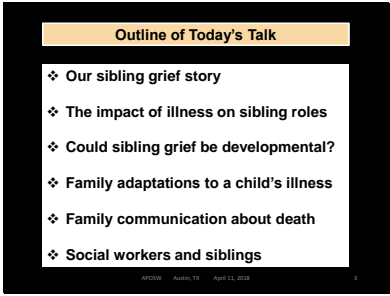 Outline of Today's Talk
❖ Our sibling grief story
❖ The impact of illness on sibling roles
❖ Could sibling grief be developmental?
❖ Family adaptations to a child's illness
❖ Family communication about death
❖ Social workers and siblings
APOSW Austin, TX April 11, 2018 3